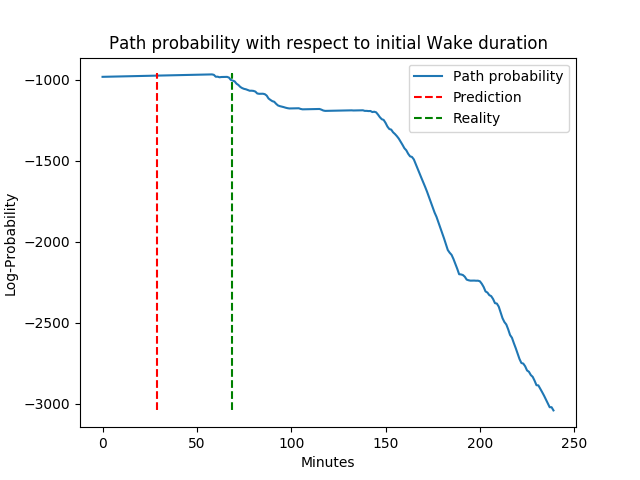 Path probability with respect to initial Wake duration
Path probability
Prediction
Reality
Log-Probability
−1000
−1500
−2000
−2500
−3000
0 50 100 150 200 250
Minutes